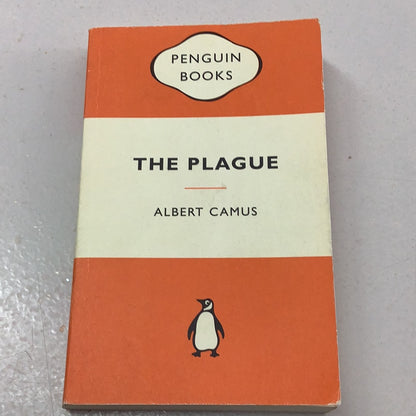 PENGUIN
BOOKS
THE PLAGUE
ALBERT CAMUS